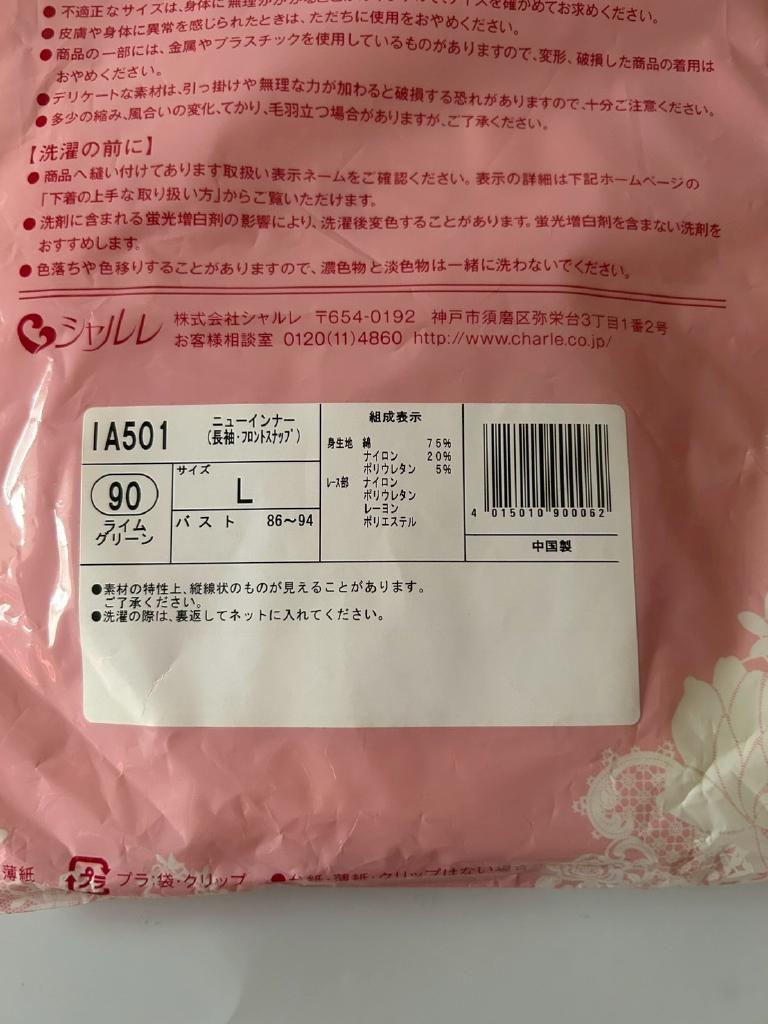 ●不適正なサイズは、身体に無理が
サイズを確かめてお求めください。
●皮膚や身体に異常を感じられたときは、ただちに使用をおやめください。
●商品の一部には、金属やプラスチックを使用しているものがありますので、変形、破損した商品の着用は
おやめください。
●デリケートな素材は、引っ掛けや無理な力が加わると破損する恐れがありますので、十分ご注意ください。
●多少の縮み、風合いの変化、てかり、毛羽立つ場合がありますが、ご了承ください。
【洗濯の前に】
●商品へ縫い付けてあります取扱い表示ネームをご確認ください。表示の詳細は下記ホームページの
「下着の上手な取り扱い方」からご覧いただけます。
●洗剤に含まれる蛍光増白剤の影響により、洗濯後変色することがあります。蛍光増白剤を含まない洗剤を
おすすめします。
●色落ちや色移りすることがありますので、濃色物と淡色物は一緒に洗わないでください。
シャルレ
株式会社シャルレ 〒654-0192 神戸市須磨区弥栄台3丁目1番2号
お客様相談室 0120(11)4860 http://www.charle.co.jp/
IA501
ニューインナー
(長袖・フロントスナップ)
90
ライム
グリーン
サイズ
L
バスト 86〜94
組成表示
身生地 綿 75%
ナイロン 20%
ポリウレタン 5%
レース部 ナイロン
ポリウレタン
レーヨン
ポリエステル
4 015010 900062
中国製
●素材の特性上、縦線状のものが見えることがあります。
ご了承ください。
●洗濯の際は、裏返してネットに入れてください。
薄紙
プラ
プラ:袋・クリップ
●台紙・薄紙・クリップはない